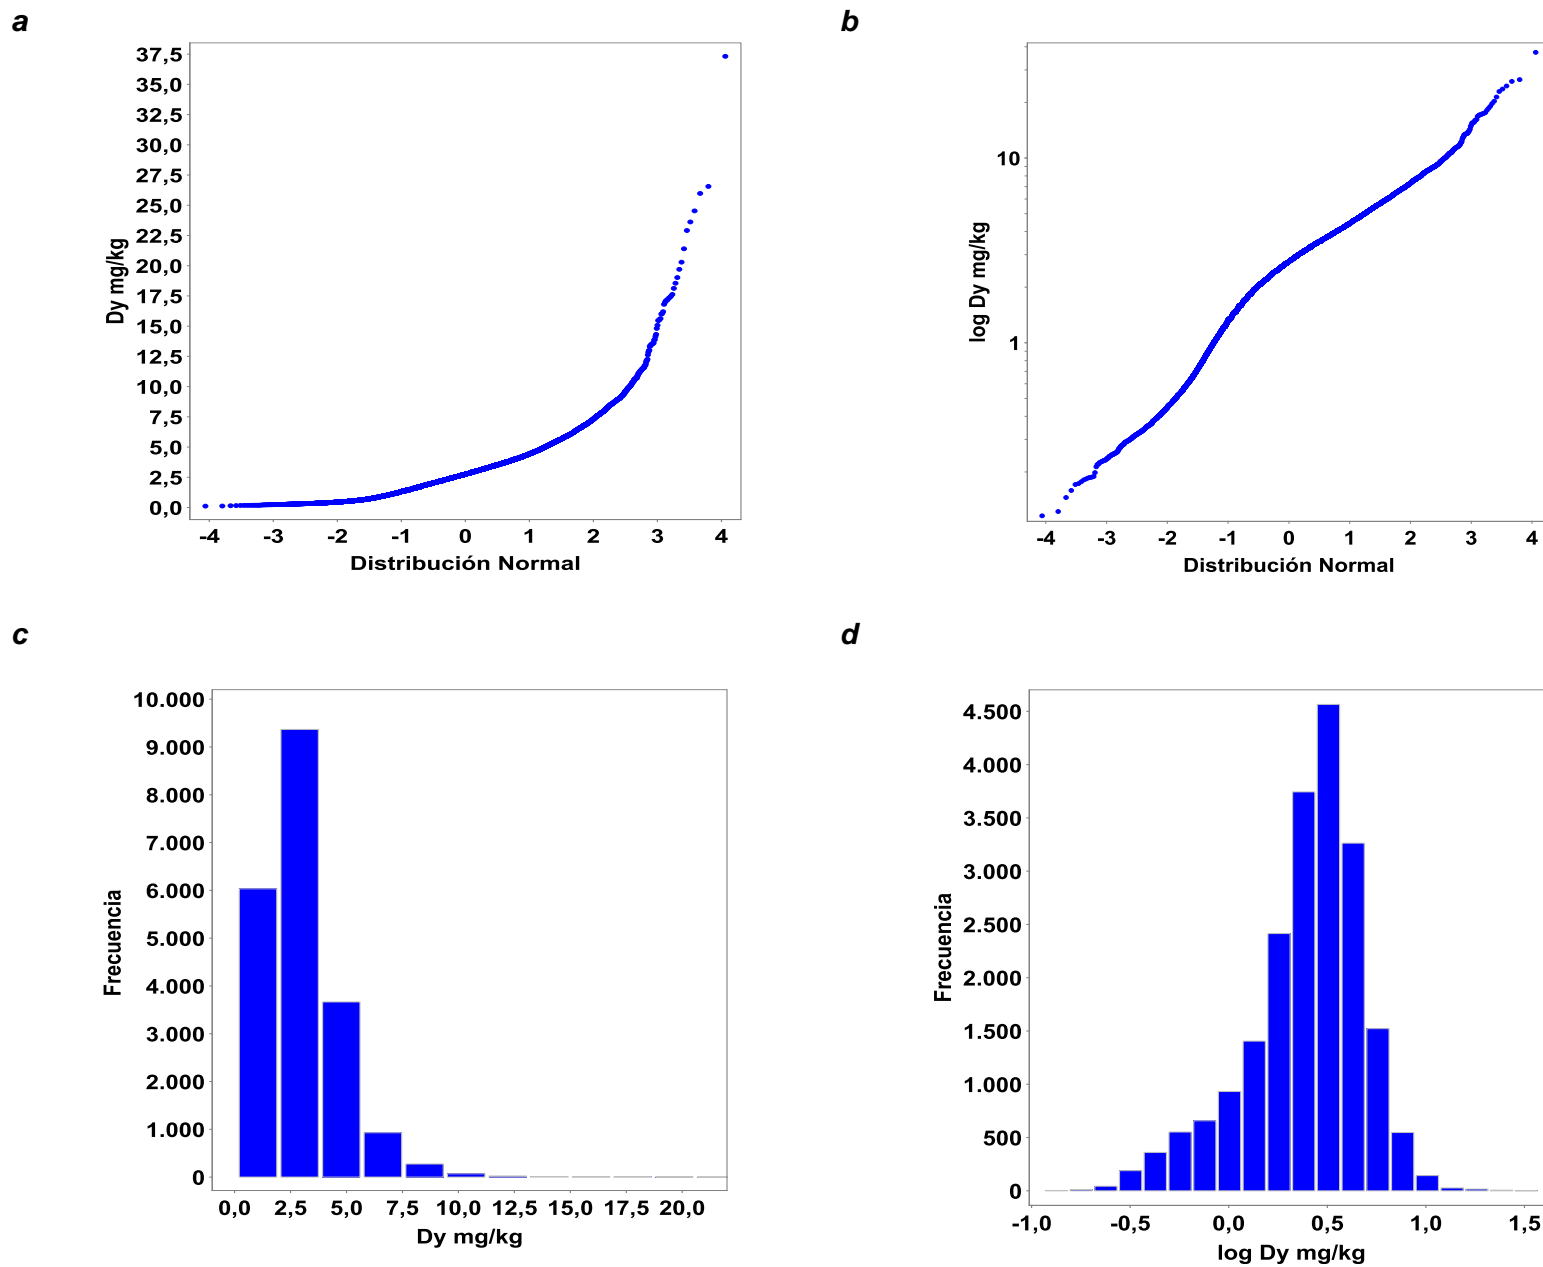 a
b
37,5
35,0
32,5
30,0
27,5
25,0
22,5
20,0
17,5
15,0
12,5
10,0
7,5
5,0
2,5
0,0
Dy mg/kg
-4 -3 -2 -1 0 1 2 3 4
Distribución Normal
10
1
log Dy mg/kg
-4 -3 -2 -1 0 1 2 3 4
Distribución Normal
c
d
10.000
9.000
8.000
7.000
6.000
5.000
4.000
3.000
2.000
1.000
0
Frecuencia
0,0 2,5 5,0 7,5 10,0 12,5 15,0 17,5 20,0
Dy mg/kg
4.500
4.000
3.500
3.000
2.500
2.000
1.500
1.000
500
0
Frecuencia
-1,0 -0,5 0,0 0,5 1,0 1,5
log Dy mg/kg